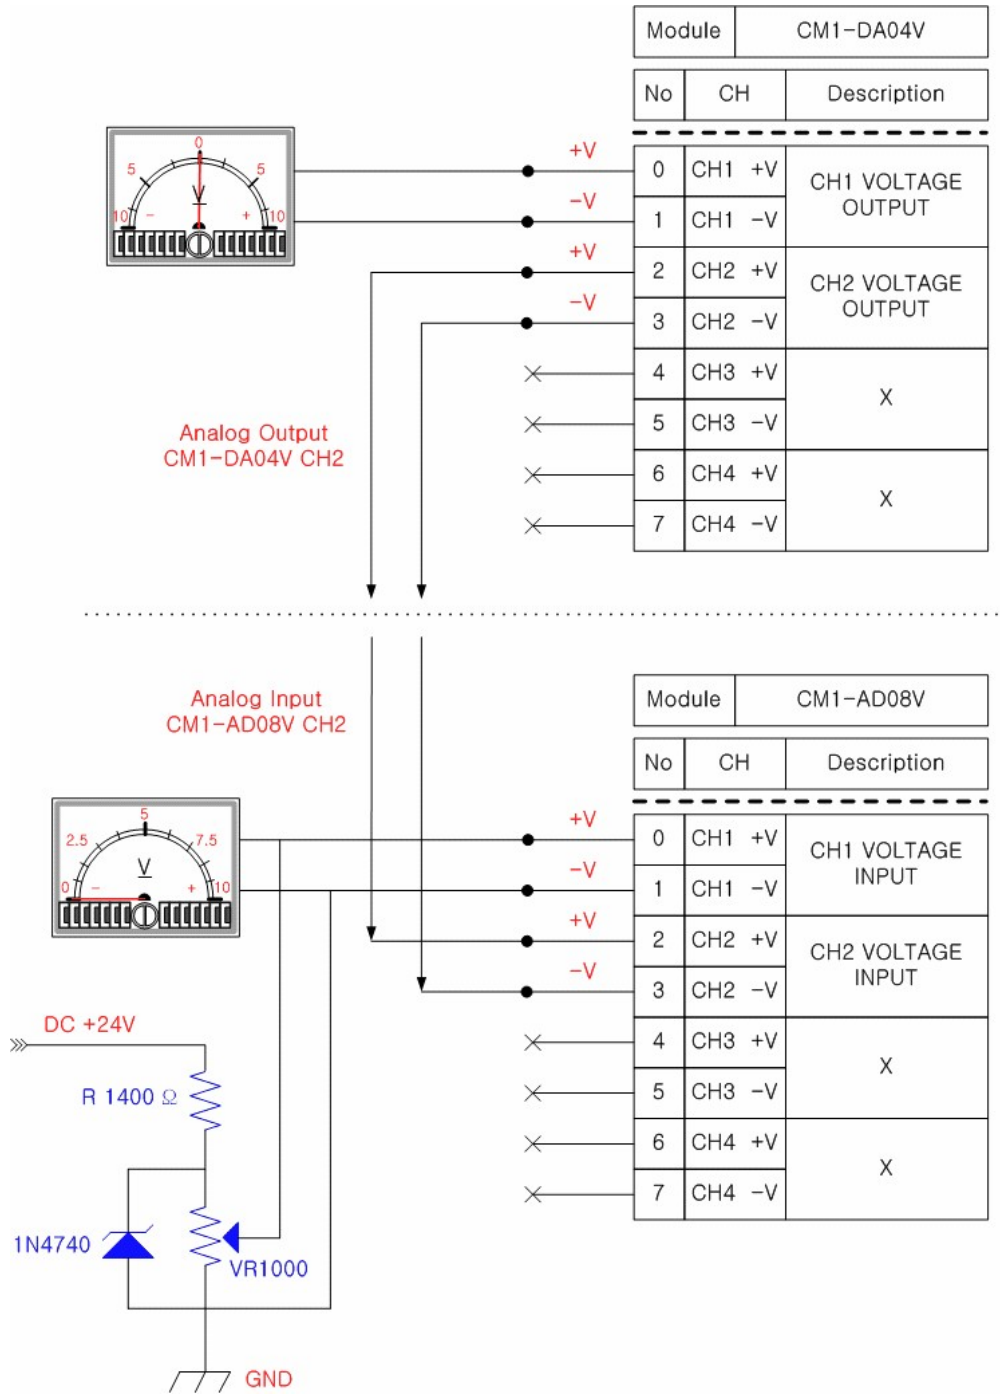 Module CM1-DA04V
No CH Description
0 CH1 +V CH1 VOLTAGE OUTPUT
1 CH1 -V
2 CH2 +V CH2 VOLTAGE OUTPUT
3 CH2 -V
4 CH3 +V X
5 CH3 -V
6 CH4 +V X
7 CH4 -V
+V
-V
+V
-V
0
5 5
10 - + 10
V
Analog Output
CM1-DA04V CH2
Analog Input
CM1-AD08V CH2
Module CM1-AD08V
No CH Description
0 CH1 +V CH1 VOLTAGE INPUT
1 CH1 -V
2 CH2 +V CH2 VOLTAGE INPUT
3 CH2 -V
4 CH3 +V X
5 CH3 -V
6 CH4 +V X
7 CH4 -V
+V
-V
+V
-V
5
2.5 7.5
V
0 - + 10
DC +24V
R 1400 Ω
1N4740
VR1000
GND